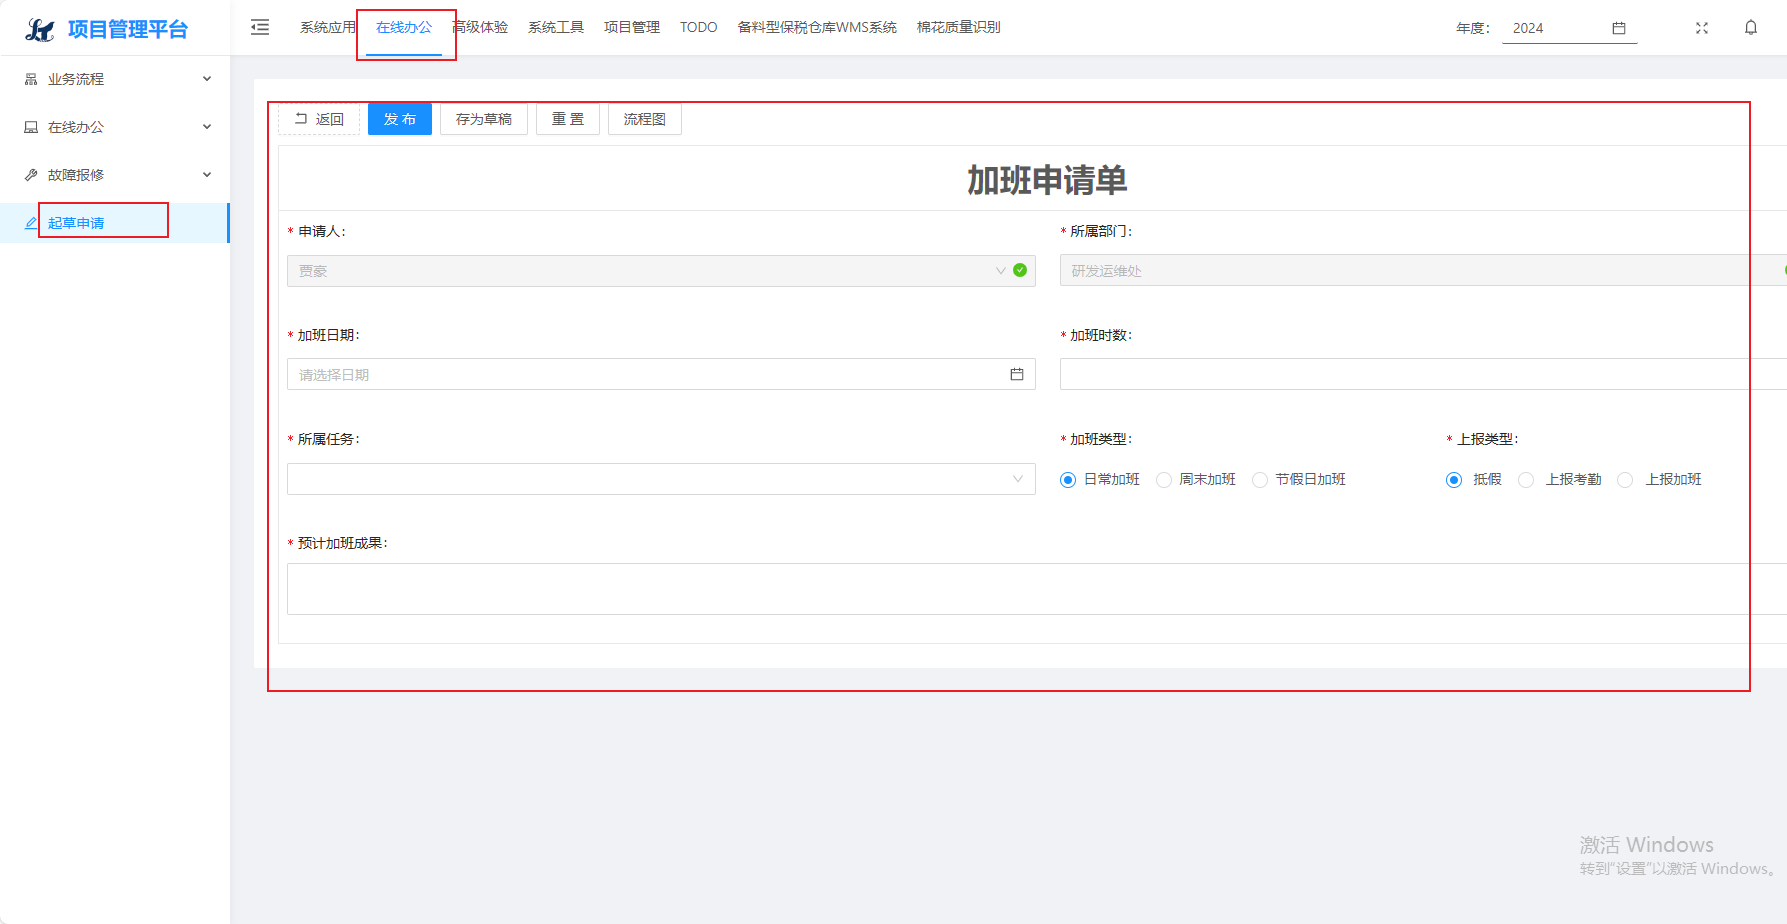 项目管理平台
系统应用 在线办公 高级体验 系统工具 项目管理 TODO 备料型保税仓库WMS系统 棉花质量识别
年度： 2024
业务流程
在线办公
故障报修
起草申请
返回 发布 存为草稿 重置 流程图
加班申请单
* 申请人：
* 所属部门：
贾豪
研发运维处
* 加班日期：
* 加班时数：
请选择日期
* 所属任务：
* 加班类型：
* 上报类型：
日常加班 周末加班 节假日加班
抵假 上报考勤 上报加班
* 预计加班成果：
激活 Windows
转到"设置"以激活 Windows。